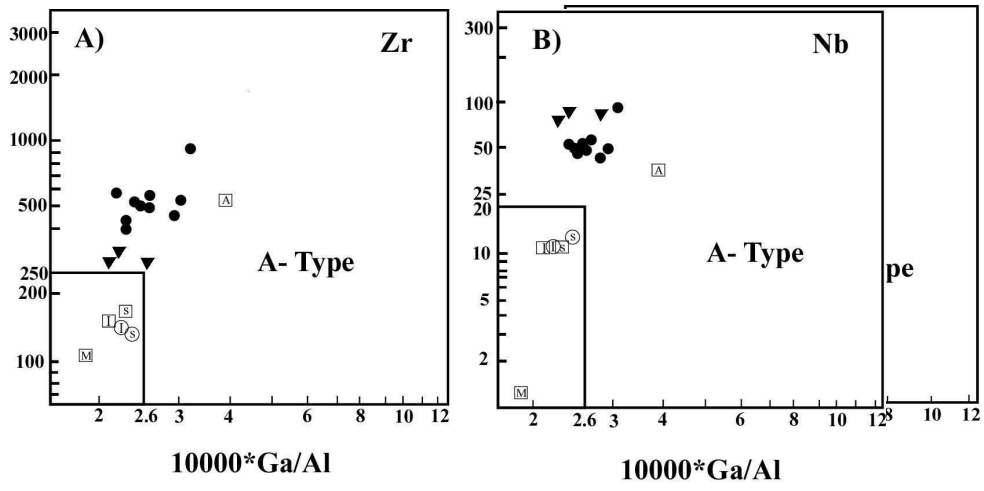 A) Zr
3000
2000
1000
500
250
200
100
A
A- Type
S
I
I
S
M
2 2.6 3 4 6 8 10 12
10000*Ga/Al
B) Nb
300
100
50
25
20
10
5
2
A
A- Type
pe
I I S S
M
2 2.6 3 4 6 8 10 12
8 10 12
10000*Ga/Al